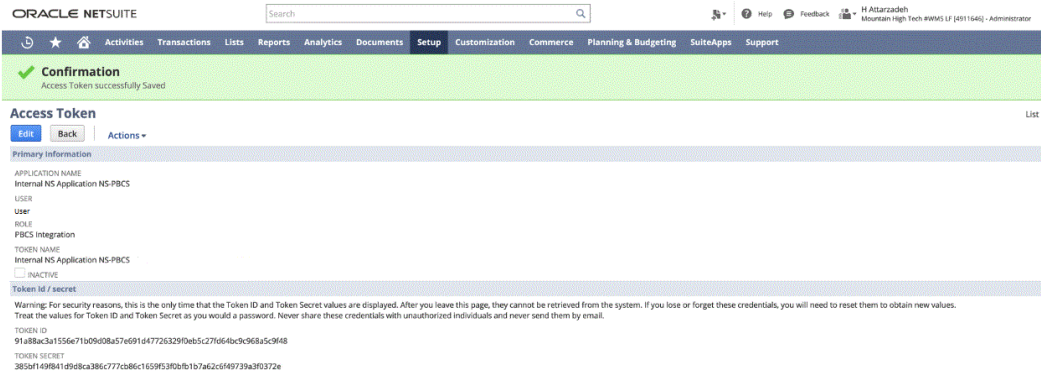 ORACLE NETSUITE
Search
Help
Feedback
H Attarzadeh
Mountain High Tech #WMS LF [4911646] - Administrator
Activities Transactions Lists Reports Analytics Documents Setup Customization Commerce Planning & Budgeting SuiteApps Support
Confirmation
Access Token successfully Saved
Access Token
List
Edit Back Actions
Primary Information
APPLICATION NAME
Internal NS Application NS-PBCS
USER
User
ROLE
PBCS Integration
TOKEN NAME
Internal NS Application NS-PBCS
INACTIVE
Token Id / secret
Warning: For security reasons, this is the only time that the Token ID and Token Secret values are displayed. After you leave this page, they cannot be retrieved from the system. If you lose or forget these credentials, you will need to reset them to obtain new values.
Treat the values for Token ID and Token Secret as you would a password. Never share these credentials with unauthorized individuals and never send them by email.
TOKEN ID
91a88ac3a1556e71b09d08a57e691d47726329f0eb5c27fd64bc9c968a5c9f48
TOKEN SECRET
385bf149f841d9d8ca386c777cb86c1659f53f0bfb1b7a62c6f49739a3f0372e